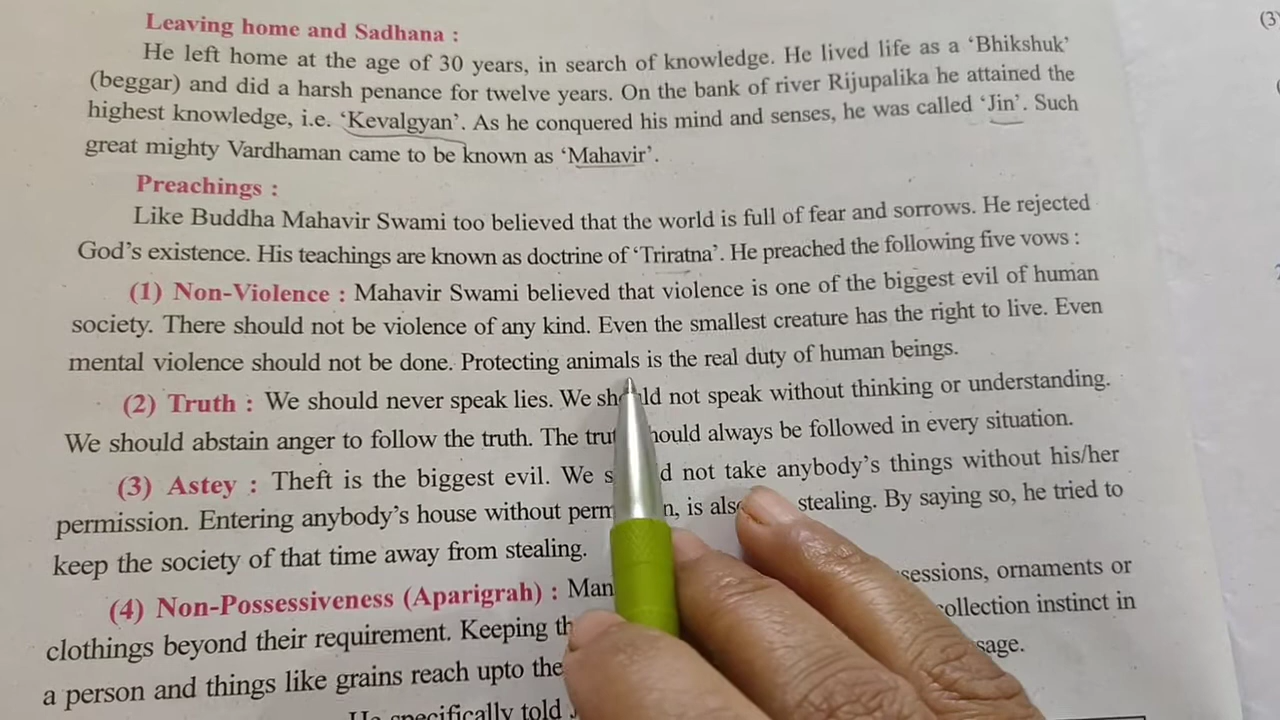 Leaving home and Sadhana :
He left home at the age of 30 years, in search of knowledge. He lived life as a ‘Bhikshuk’
(beggar) and did a harsh penance for twelve years. On the bank of river Rijupalika he attained the
highest knowledge, i.e. ‘Kevalgyan’. As he conquered his mind and senses, he was called ‘Jin’. Such
great mighty Vardhaman came to be known as ‘Mahavir’.
Preachings :
Like Buddha Mahavir Swami too believed that the world is full of fear and sorrows. He rejected
God’s existence. His teachings are known as doctrine of ‘Triratna’. He preached the following five vows :
(1) Non-Violence : Mahavir Swami believed that violence is one of the biggest evil of human
society. There should not be violence of any kind. Even the smallest creature has the right to live. Even
mental violence should not be done. Protecting animals is the real duty of human beings.
(2) Truth : We should never speak lies. We should not speak without thinking or understanding.
We should abstain anger to follow the truth. The truth should always be followed in every situation.
(3) Astey : Theft is the biggest evil. We should not take anybody’s things without his/her
permission. Entering anybody’s house without permission, is also stealing. By saying so, he tried to
keep the society of that time away from stealing.
(4) Non-Possessiveness (Aparigrah) : Man ornaments or
clothings beyond their requirement. Keeping collection instinct in
a person and things like grains reach upto the
He specifically told
(3)